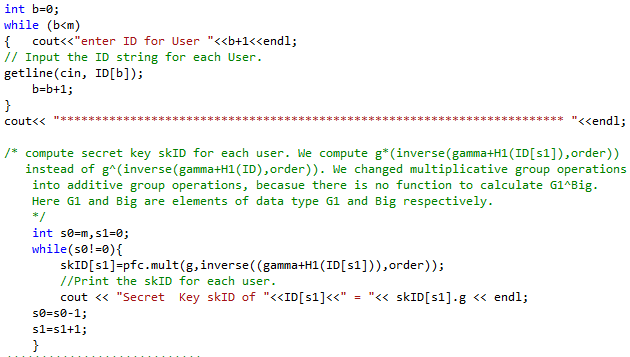 int b=0;
while (b<m)
{   cout<<"enter ID for User "<<b+1<<endl;
// Input the ID string for each User.
getline(cin, ID[b]);
    b=b+1;
}
cout<< "************************************************************************ "<<endl;
/* compute secret key skID for each user. We compute g*(inverse(gamma+H1(ID[s1]),order))
instead of g^(inverse(gamma+H1(ID),order)). We changed multiplicative group operations
into additive group operations, becasue there is no function to calculate G1^Big.
Here G1 and Big are elements of data type G1 and Big respectively.
*/
int s0=m,s1=0;
while(s0!=0){
skID[s1]=pfc.mult(g,inverse((gamma+H1(ID[s1])),order));
//Print the skID for each user.
cout << "Secret  Key skID of "<<ID[s1]<<" = "<< skID[s1].g << endl;
s0=s0-1;
s1=s1+1;
}